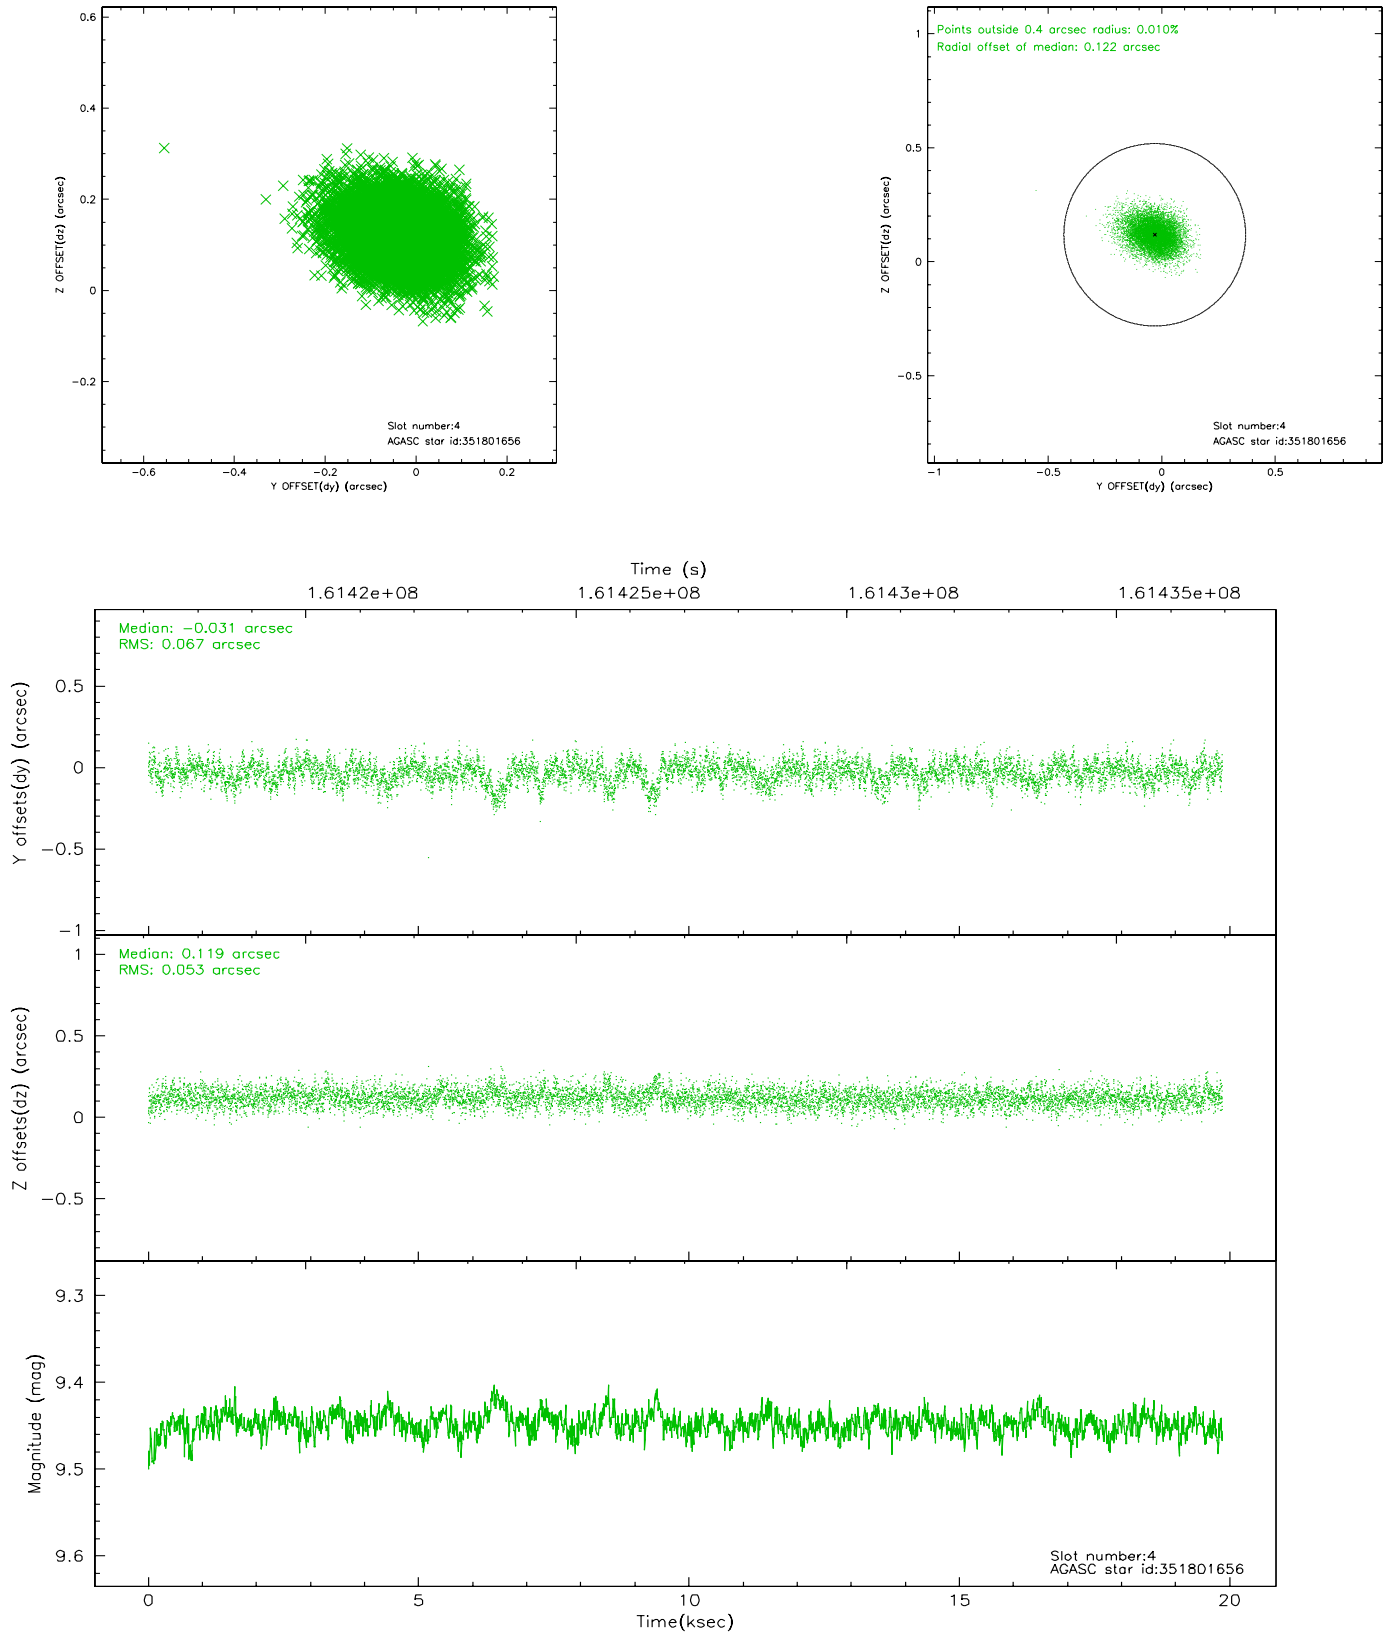 0.6
0.4
0.2
0
−0.2
Z OFFSET(dz) (arcsec)
Slot number:4
AGASC star id:351801656
−0.6 −0.4 −0.2 0 0.2
Y OFFSET(dy) (arcsec)
Points outside 0.4 arcsec radius: 0.010%
Radial offset of median: 0.122 arcsec
1
0.5
0
−0.5
Z OFFSET(dz) (arcsec)
Slot number:4
AGASC star id:351801656
−1 −0.5 0 0.5
Y OFFSET(dy) (arcsec)
Time (s)
1.6142e+08 1.61425e+08 1.6143e+08 1.61435e+08
Median: −0.031 arcsec
RMS: 0.067 arcsec
0.5
0
−0.5
−1
Y offsets(dy) (arcsec)
Median: 0.119 arcsec
RMS: 0.053 arcsec
1
0.5
0
−0.5
Z offsets(dz) (arcsec)
9.3
9.4
9.5
9.6
Magnitude (mag)
Slot number:4
AGASC star id:351801656
0 5 10 15 20
Time(ksec)